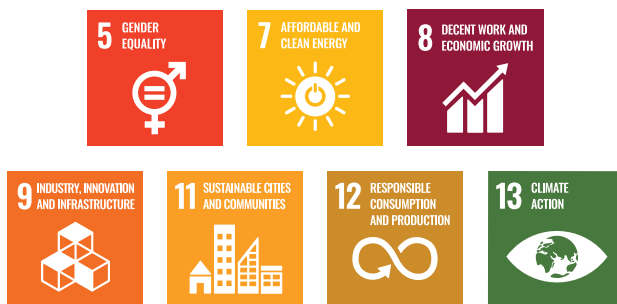 5 GENDER
EQUALITY
7 AFFORDABLE AND
CLEAN ENERGY
8 DECENT WORK AND
ECONOMIC GROWTH
9 INDUSTRY, INNOVATION
AND INFRASTRUCTURE
11 SUSTAINABLE CITIES
AND COMMUNITIES
12 RESPONSIBLE
CONSUMPTION
AND PRODUCTION
13 CLIMATE
ACTION